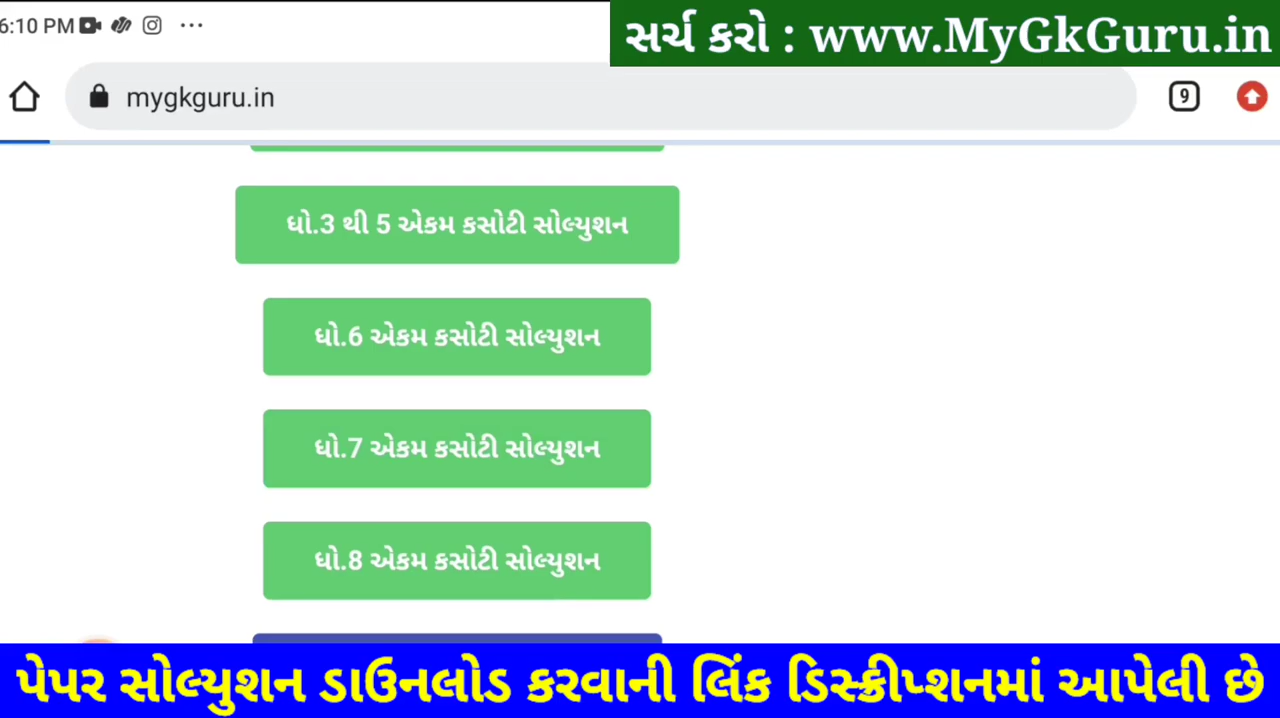 6:10 PM
સર્ચ કરો : www.MyGkGuru.in
mygkguru.in
9
ધો.3 થી 5 એકમ કસોટી સોલ્યુશન
ધો.6 એકમ કસોટી સોલ્યુશન
ધો.7 એકમ કસોટી સોલ્યુશન
ધો.8 એકમ કસોટી સોલ્યુશન
પેપર સોલ્યુશન ડાઉનલોડ કરવાની લિંક ડિસ્ક્રીપ્શનમાં આપેલી છે